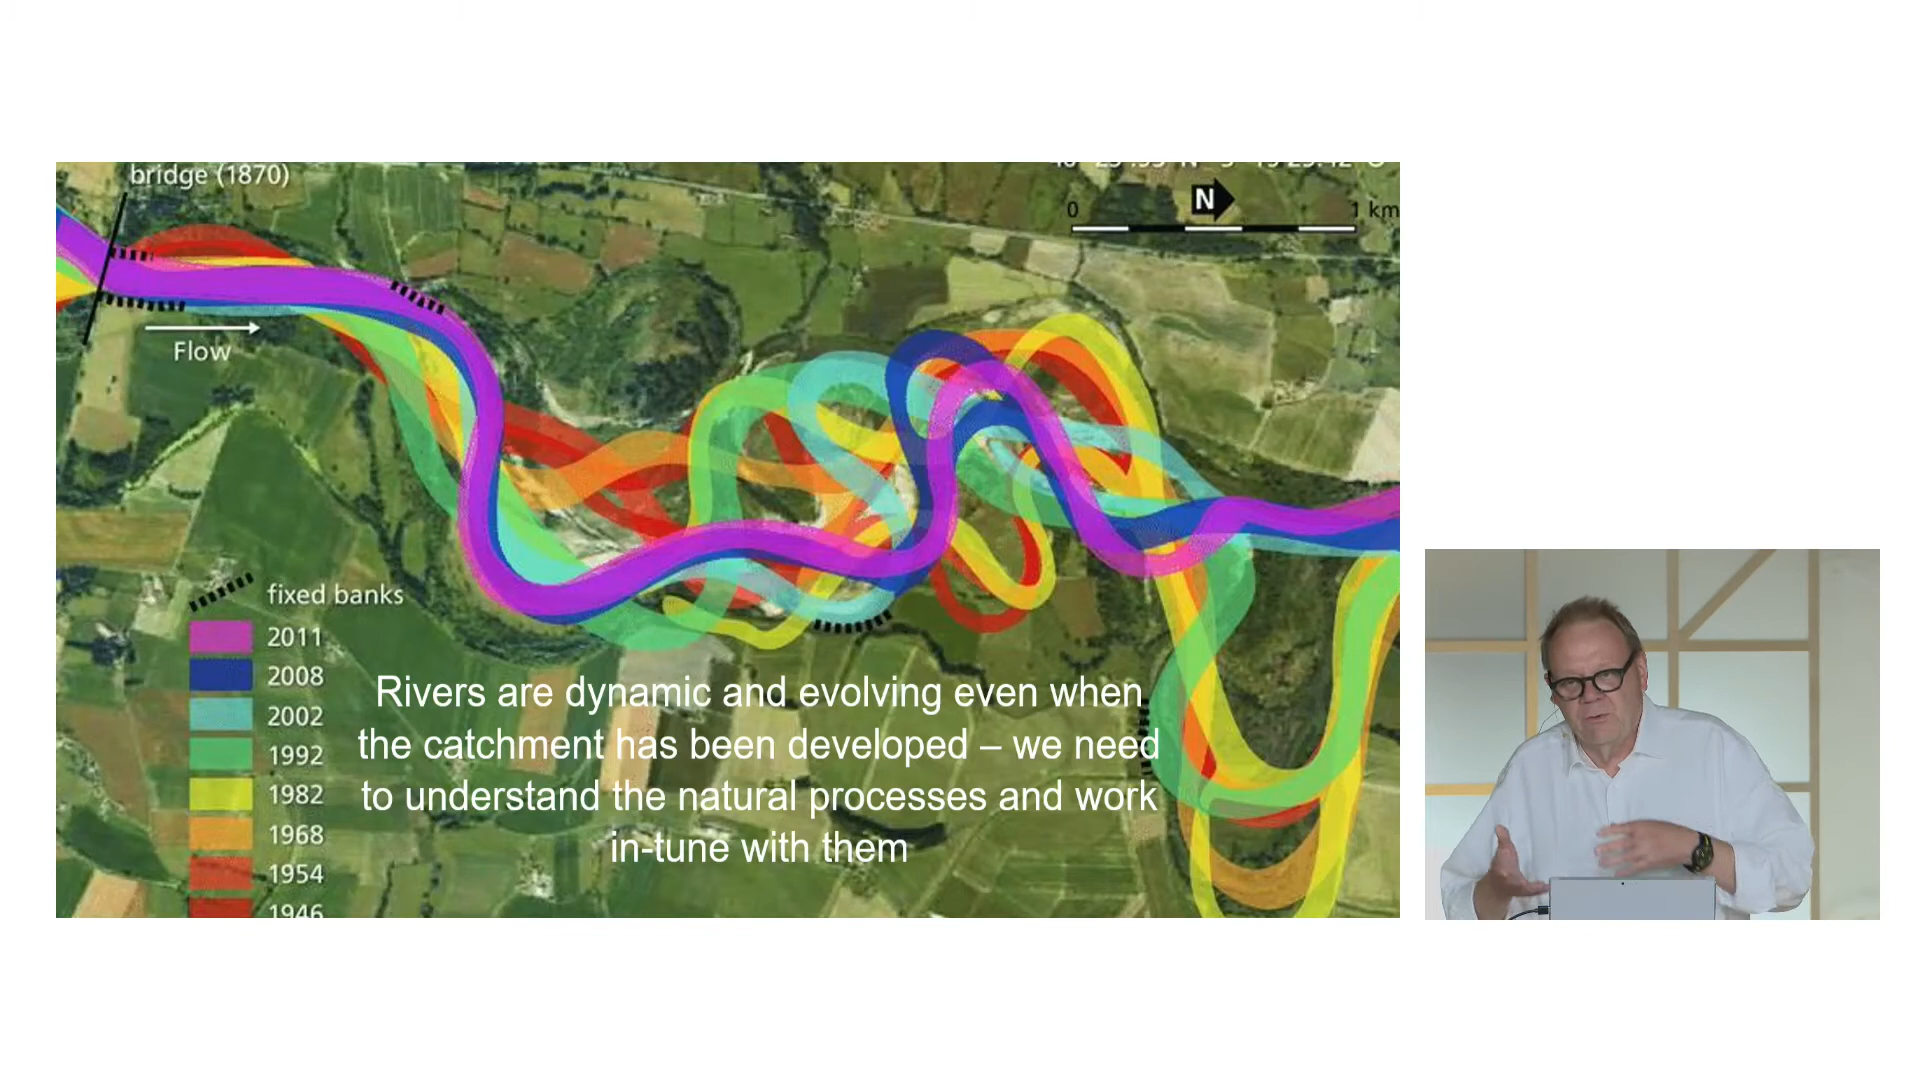 bridge (1870)
N
0
1 km
Flow
fixed banks
2011
2008
2002
1992
1982
1968
1954
1946
Rivers are dynamic and evolving even when
the catchment has been developed – we need
to understand the natural processes and work
in-tune with them